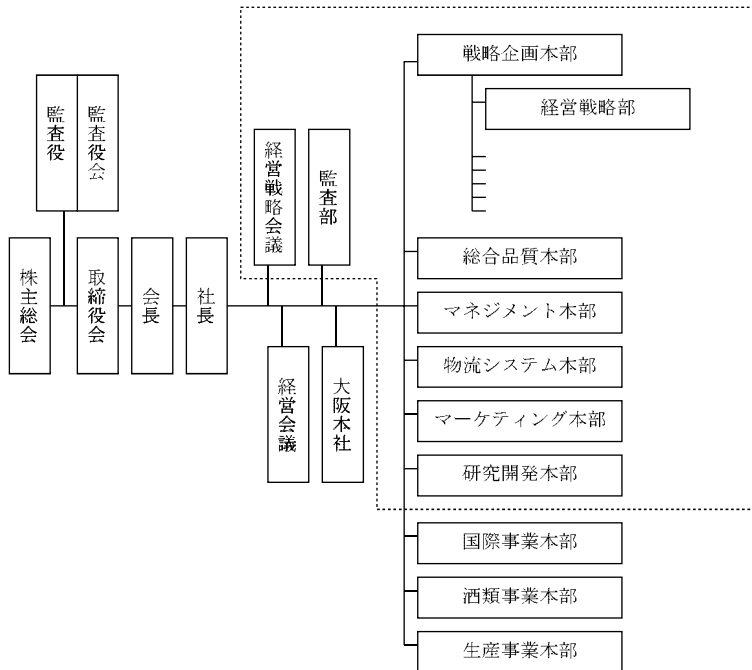 戦略企画本部
経営戦略部
監査役
監査役会
経営戦略会議
監査部
総合品質本部
株主総会
取締役会
会長
社長
マネジメント本部
物流システム本部
経営会議
大阪本社
マーケティング本部
研究開発本部
国際事業本部
酒類事業本部
生産事業本部